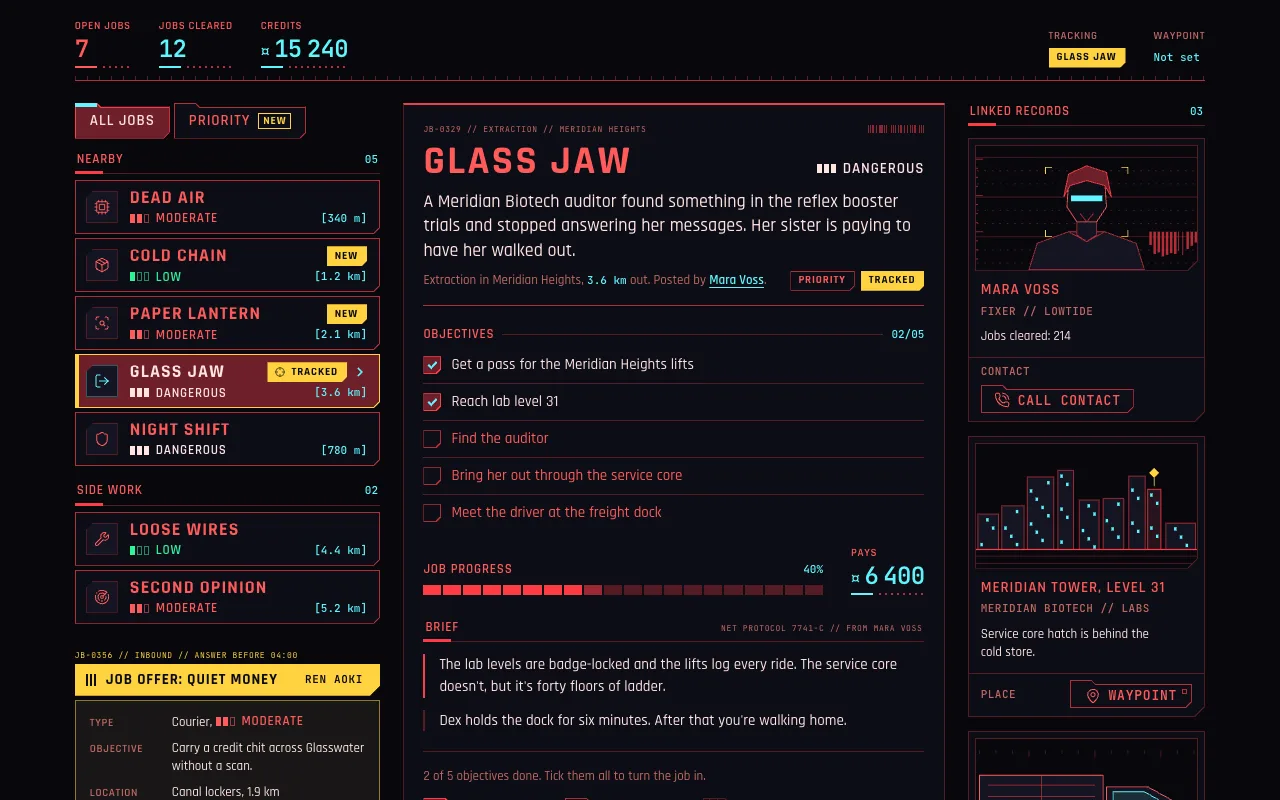 OPEN JOBS
7
JOBS CLEARED
12
CREDITS
¤ 15 240
TRACKING
GLASS JAW
WAYPOINT
Not set
ALL JOBS
PRIORITY NEW
NEARBY 05
DEAD AIR
MODERATE [340 m]
COLD CHAIN NEW
LOW [1.2 km]
PAPER LANTERN NEW
MODERATE [2.1 km]
GLASS JAW TRACKED
DANGEROUS [3.6 km]
NIGHT SHIFT
DANGEROUS [780 m]
SIDE WORK 02
LOOSE WIRES
LOW [4.4 km]
SECOND OPINION
MODERATE [5.2 km]
JB-0356 // INBOUND // ANSWER BEFORE 04:00
JOB OFFER: QUIET MONEY REN AOKI
TYPE Courier, MODERATE
OBJECTIVE Carry a credit chit across Glasswater
without a scan.
LOCATION Canal lockers, 1.9 km
JB-0329 // EXTRACTION // MERIDIAN HEIGHTS
GLASS JAW
DANGEROUS
A Meridian Biotech auditor found something in the reflex booster
trials and stopped answering her messages. Her sister is paying to
have her walked out.
Extraction in Meridian Heights, 3.6 km out. Posted by Mara Voss.
PRIORITY TRACKED
OBJECTIVES 02/05
Get a pass for the Meridian Heights lifts
Reach lab level 31
Find the auditor
Bring her out through the service core
Meet the driver at the freight dock
JOB PROGRESS 40%
PAYS
¤ 6 400
BRIEF NET PROTOCOL 7741-C // FROM MARA VOSS
The lab levels are badge-locked and the lifts log every ride. The service core
doesn't, but it's forty floors of ladder.
Dex holds the dock for six minutes. After that you're walking home.
2 of 5 objectives done. Tick them all to turn the job in.
LINKED RECORDS 03
MARA VOSS
FIXER // LOWTIDE
Jobs cleared: 214
CONTACT
CALL CONTACT
MERIDIAN TOWER, LEVEL 31
MERIDIAN BIOTECH // LABS
Service core hatch is behind the
cold store.
PLACE WAYPOINT